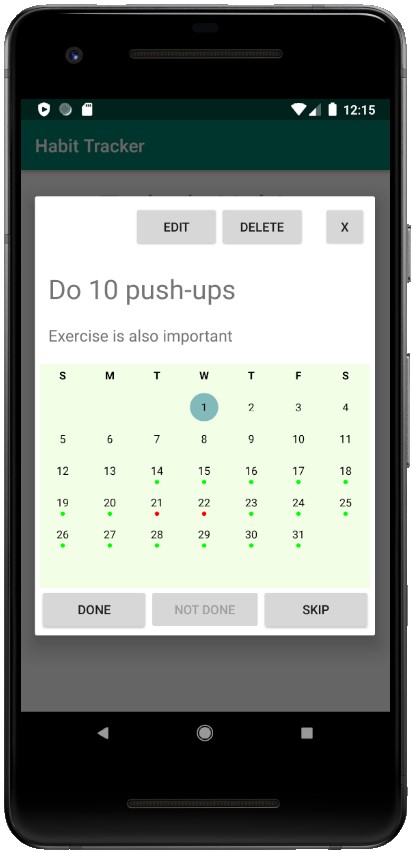 12:15
Habit Tracker
EDIT DELETE X
Do 10 push-ups
Exercise is also important
S M T W T F S
1 2 3 4
5 6 7 8 9 10 11
12 13 14 15 16 17 18
19 20 21 22 23 24 25
26 27 28 29 30 31
DONE NOT DONE SKIP